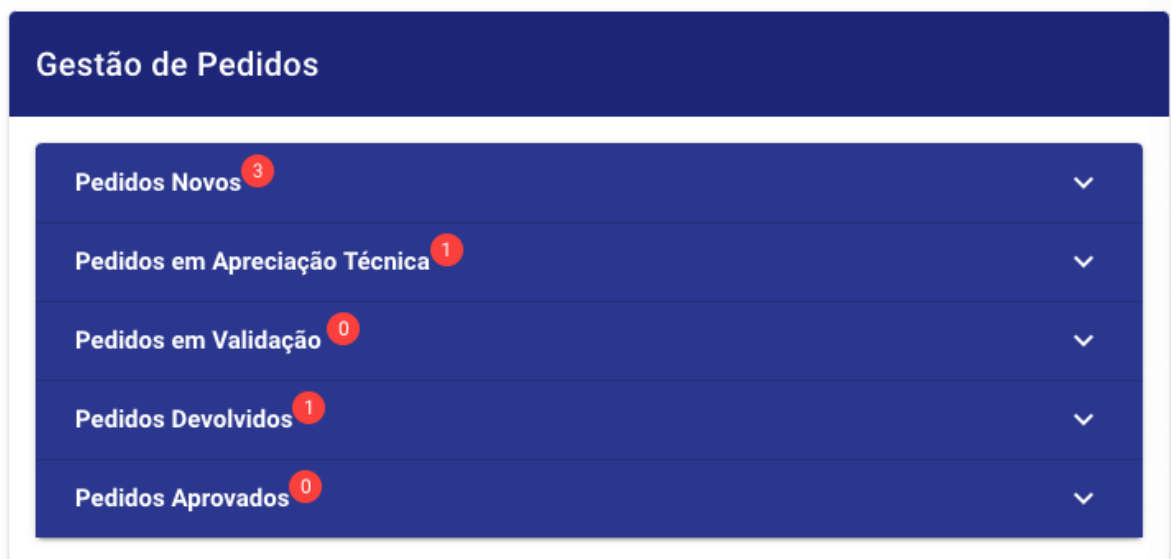 Gestão de Pedidos
Pedidos Novos 3
Pedidos em Apreciação Técnica 1
Pedidos em Validação 0
Pedidos Devolvidos 1
Pedidos Aprovados 0